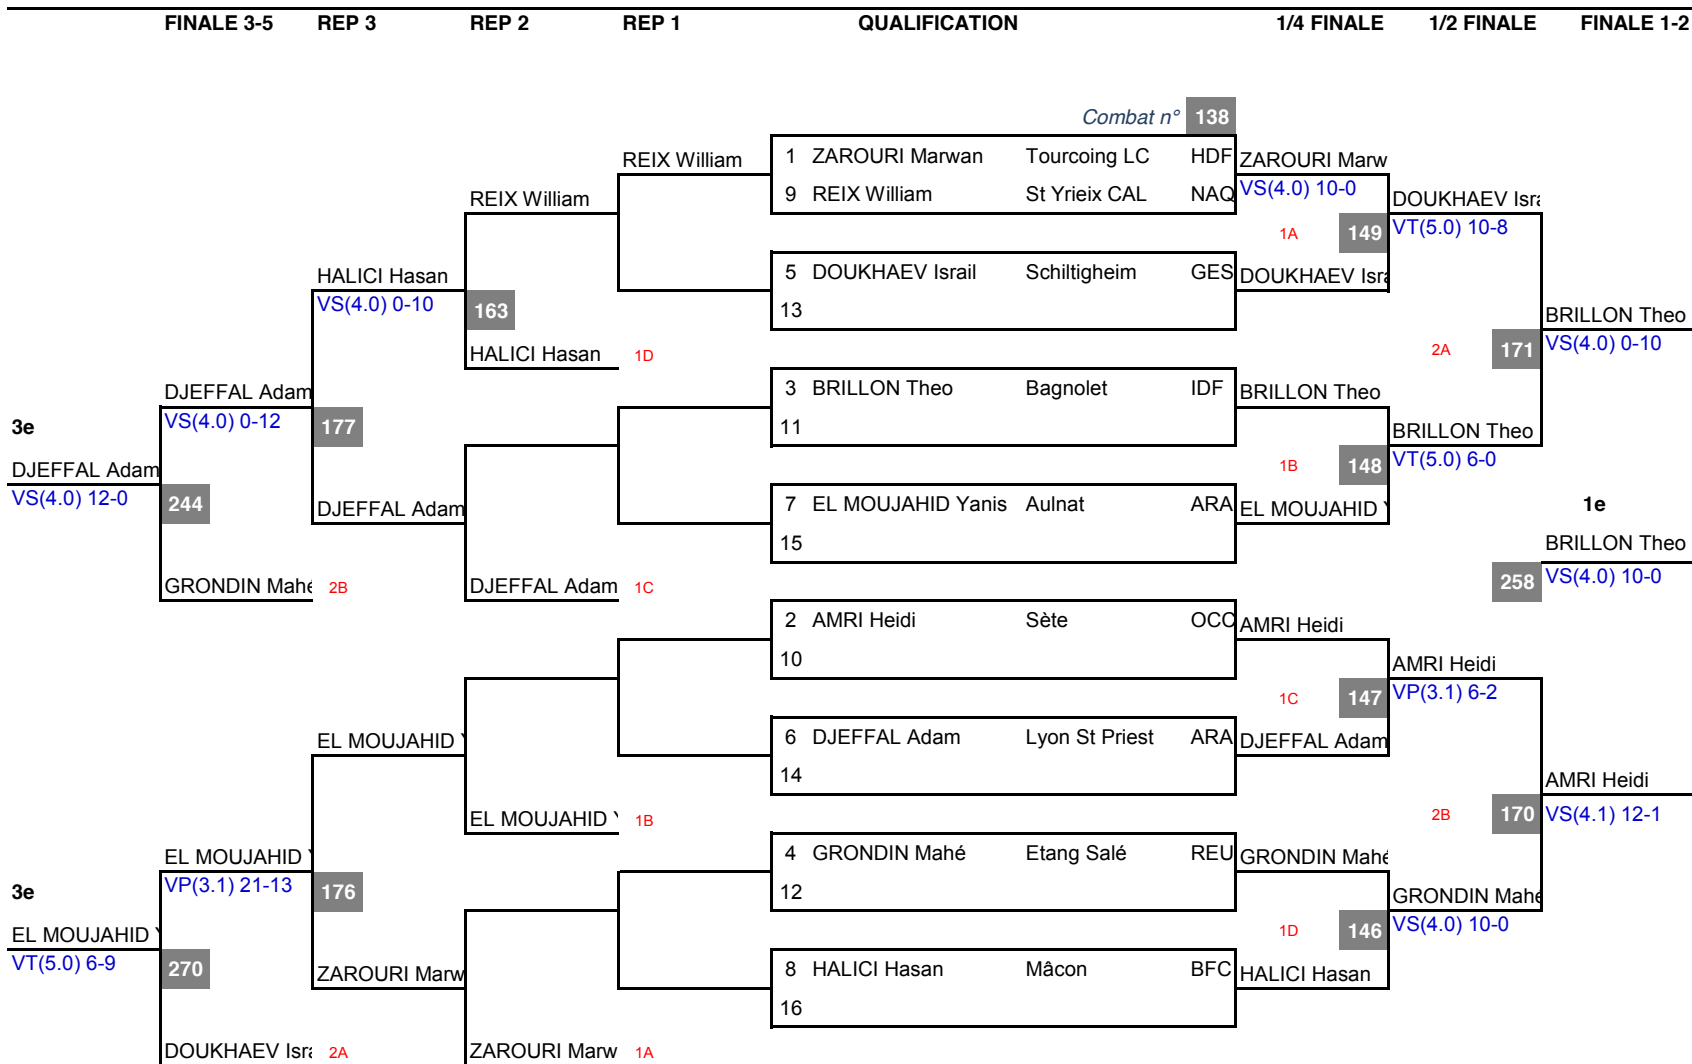 FINALE 3-5 REP 3 REP 2 REP 1 QUALIFICATION 1/4 FINALE 1/2 FINALE FINALE 1-2
Combat n° 138
REIX William 1 ZAROURI Marwan Tourcoing LC HDF ZAROURI Marw
REIX William 9 REIX William St Yrieix CAL NAQ VS(4.0) 10-0 DOUKHAEV Isra
1A 149 VT(5.0) 10-8
HALICI Hasan 5 DOUKHAEV Israil Schiltigheim GES DOUKHAEV Isra
VS(4.0) 0-10 163 13 BRILLON Theo
HALICI Hasan 1D 2A 171 VS(4.0) 0-10
DJEFFAL Adam 3 BRILLON Theo Bagnolet IDF BRILLON Theo
3e VS(4.0) 0-12 177 11 BRILLON Theo
DJEFFAL Adam 1B 148 VT(5.0) 6-0
VS(4.0) 12-0 244 DJEFFAL Adam 7 EL MOUJAHID Yanis Aulnat ARA EL MOUJAHID Y 1e
15 BRILLON Theo
GRONDIN Mahé 2B DJEFFAL Adam 1C 258 VS(4.0) 10-0
2 AMRI Heidi Sète OCC AMRI Heidi
10 AMRI Heidi
1C 147 VP(3.1) 6-2
EL MOUJAHID Y 6 DJEFFAL Adam Lyon St Priest ARA DJEFFAL Adam
14 AMRI Heidi
EL MOUJAHID Y 1B 2B 170 VS(4.1) 12-1
EL MOUJAHID Y 4 GRONDIN Mahé Etang Salé REU GRONDIN Mahé
3e VP(3.1) 21-13 176 12 GRONDIN Mahé
EL MOUJAHID Y 1D 146 VS(4.0) 10-0
VT(5.0) 6-9 270 ZAROURI Marw 8 HALICI Hasan Mâcon BFC HALICI Hasan
16
DOUKHAEV Isra 2A ZAROURI Marw 1A